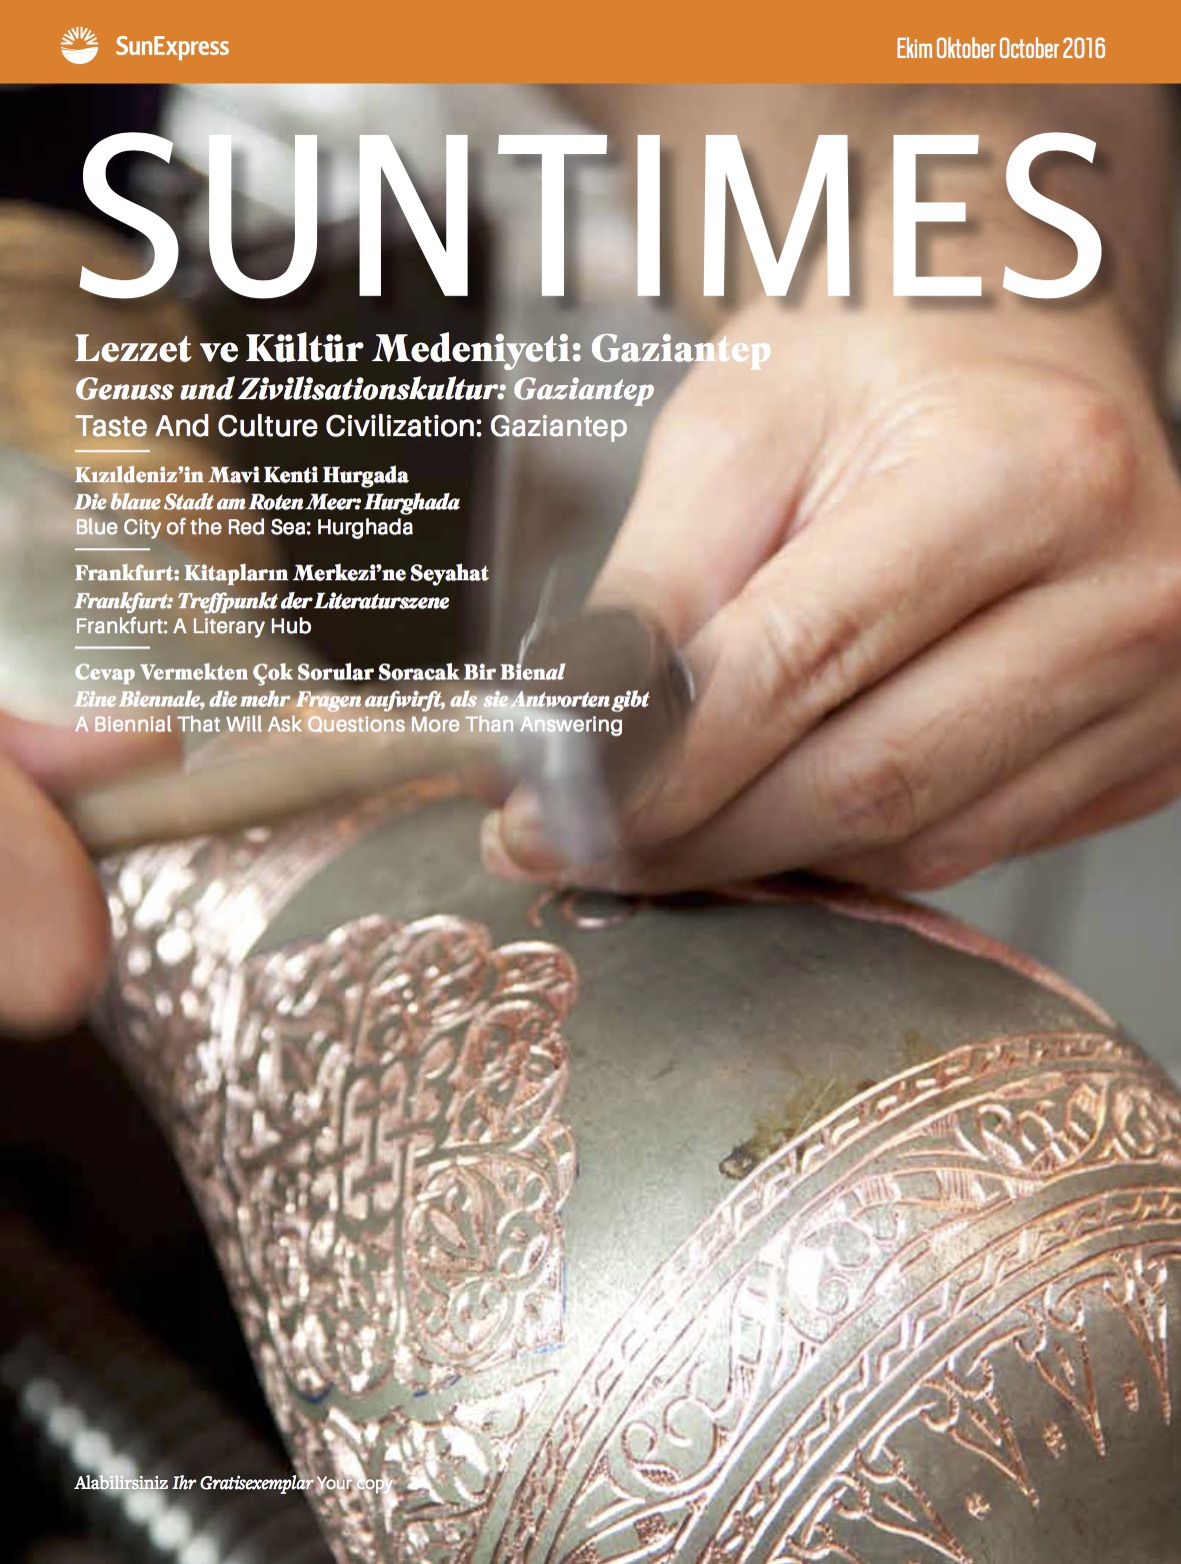 SunExpress
Ekim Oktober October 2016
SUNTIMES
Lezzet ve Kültür Medeniyeti: Gaziantep
Genuss und Zivilisationskultur: Gaziantep
Taste And Culture Civilization: Gaziantep
Kızıldeniz’in Mavi Kenti Hurgada
Die blaue Stadt am Roten Meer: Hurghada
Blue City of the Red Sea: Hurghada
Frankfurt: Kitapların Merkezi’ne Seyahat
Frankfurt: Treffpunkt der Literaturszene
Frankfurt: A Literary Hub
Cevap Vermekten Çok Sorular Soracak Bir Bienal
Eine Biennale, die mehr Fragen aufwirft, als sie Antworten gibt
A Biennial That Will Ask Questions More Than Answering
Alabilirsiniz Ihr Gratisexemplar Your copy